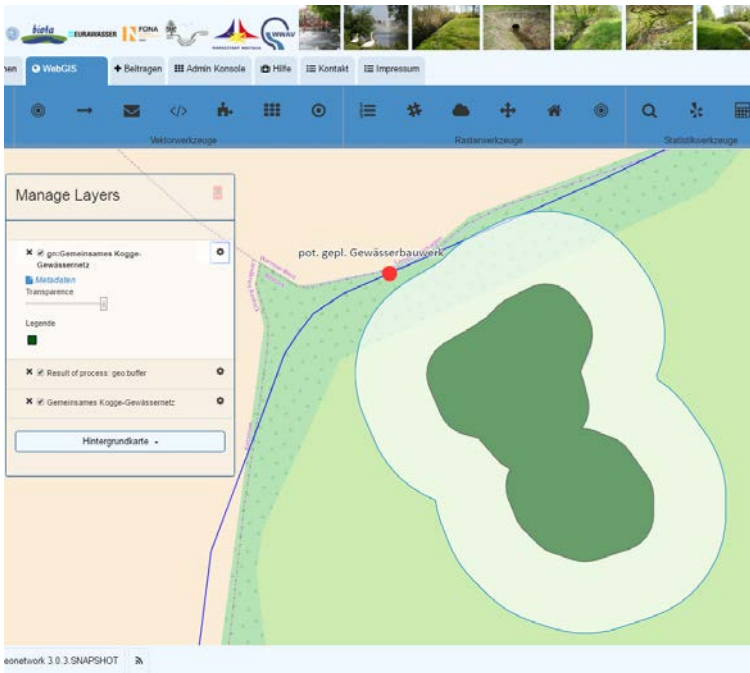 biota
EURAWASSER
FONA
WWAV
WebGIS
Beitragen
Admin Konsole
Hilfe
Kontakt
Impressum
Vektorwerkzeuge
Rasterwerkzeuge
Statistikwerkzeuge
Manage Layers
gn:Gemeinsames Kogge-
Gewässernetz
Metadaten
Transparence
Legende
Result of process: geo:buffer
Gemeinsames Kogge-Gewässernetz
Hintergrundkarte
pot. gepl. Gewässerbauwerk
eonetwork 3.0.3.SNAPSHOT